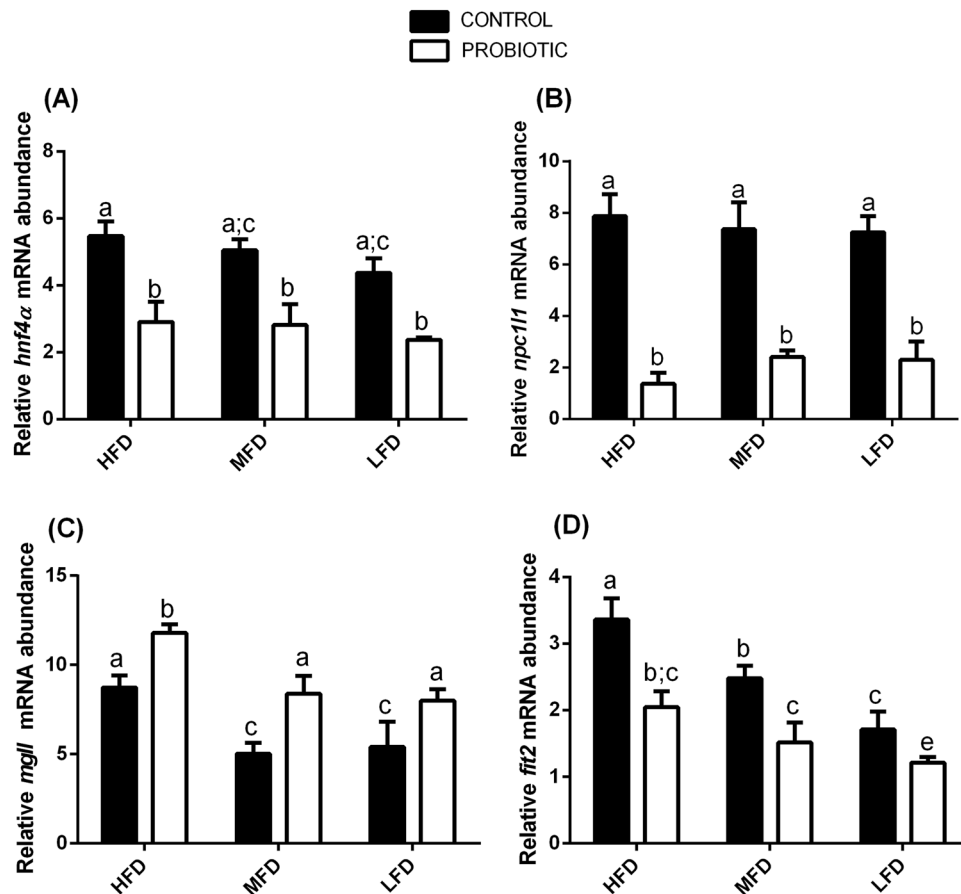 CONTROL
PROBIOTIC
(A)
Relative hnf4α mRNA abundance
8
6
4
2
0
a
b
a;c
b
a;c
b
HFD
MFD
LFD
(B)
Relative npc1l1 mRNA abundance
10
8
6
4
2
0
a
b
a
b
a
b
HFD
MFD
LFD
(C)
Relative mgll mRNA abundance
15
10
5
0
a
b
c
a
c
a
HFD
MFD
LFD
(D)
Relative fit2 mRNA abundance
4
3
2
1
0
a
b;c
b
c
c
e
HFD
MFD
LFD